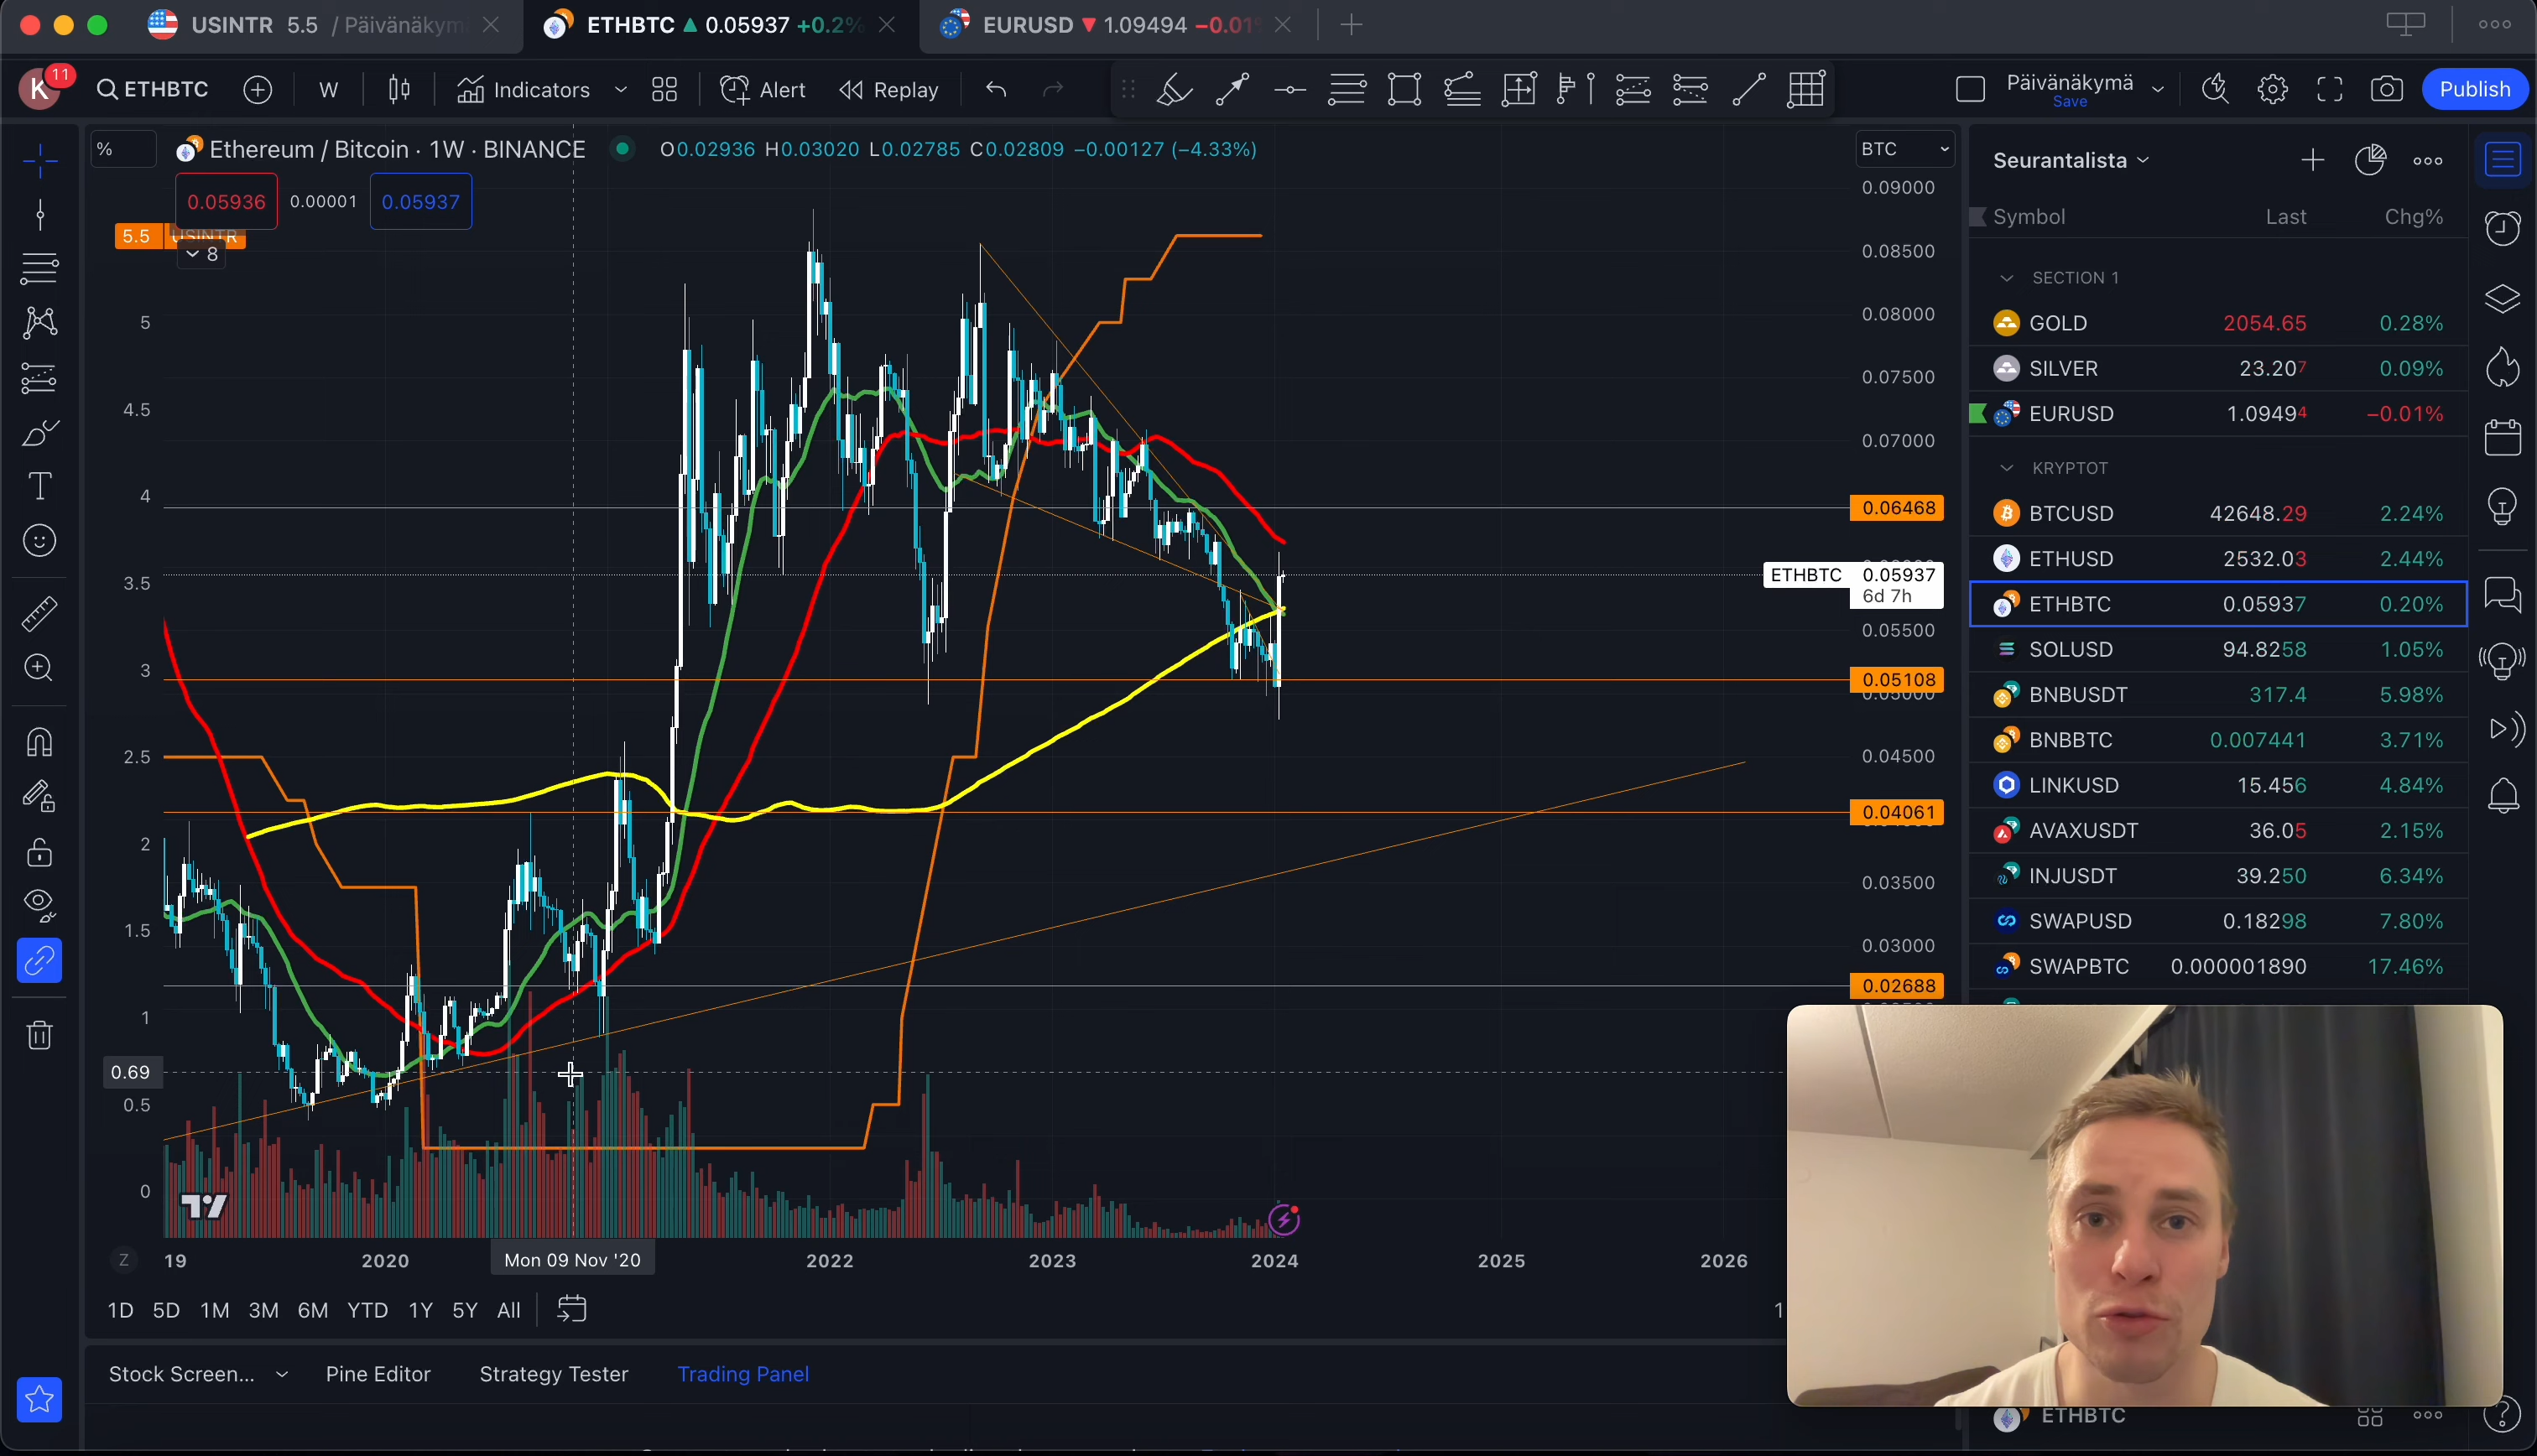 USINTR 5.5 / Päivänäkym
ETHBTC ▲ 0.05937 +0.2%
EURUSD ▼ 1.09494 −0.01%
K 11
ETHBTC
W
Indicators
Alert
Replay
Päivänäkymä
Save
Publish
%
Ethereum / Bitcoin · 1W · BINANCE
O0.02936 H0.03020 L0.02785 C0.02809 −0.00127 (−4.33%)
BTC
0.05936 0.00001 0.05937
5.5 USINTR
8
5
4.5
4
3.5
3
2.5
2
1.5
1
0.69
0.5
0
0.09000
0.08500
0.08000
0.07500
0.07000
0.06468
ETHBTC 0.05937
6d 7h
0.05500
0.05108
0.05000
0.04500
0.04061
0.03500
0.03000
0.02688
Z
19 2020 Mon 09 Nov '20 2022 2023 2024 2025 2026
1D 5D 1M 3M 6M YTD 1Y 5Y All
1
Stock Screen... Pine Editor Strategy Tester Trading Panel
Seurantalista
Symbol Last Chg%
SECTION 1
GOLD 2054.65 0.28%
SILVER 23.207 0.09%
EURUSD 1.09494 −0.01%
KRYPTOT
BTCUSD 42648.29 2.24%
ETHUSD 2532.03 2.44%
ETHBTC 0.05937 0.20%
SOLUSD 94.8258 1.05%
BNBUSDT 317.4 5.98%
BNBBTC 0.007441 3.71%
LINKUSD 15.456 4.84%
AVAXUSDT 36.05 2.15%
INJUSDT 39.250 6.34%
SWAPUSD 0.18298 7.80%
SWAPBTC 0.000001890 17.46%
ETHBTC